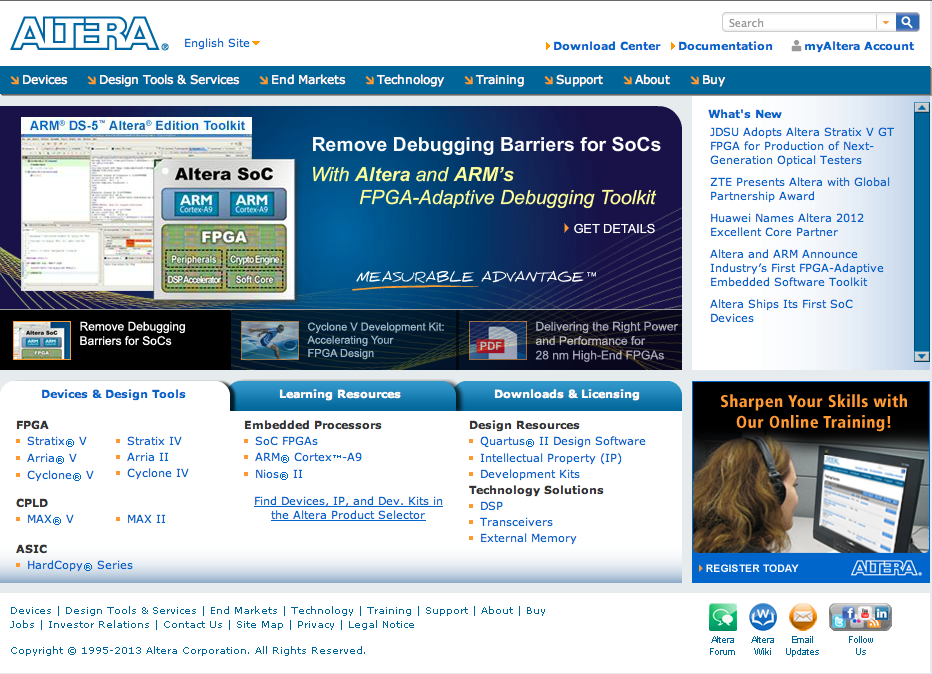 ALTERA®
English Site
Search
Download Center
Documentation
myAltera Account
Devices
Design Tools & Services
End Markets
Technology
Training
Support
About
Buy
ARM® DS-5™ Altera® Edition Toolkit
Altera SoC
ARM Cortex-A9
ARM Cortex-A9
FPGA
Peripherals
Crypto Engine
DSP Accelerator
Soft Core
Remove Debugging Barriers for SoCs
With Altera and ARM's
FPGA-Adaptive Debugging Toolkit
GET DETAILS
MEASURABLE ADVANTAGE™
What's New
JDSU Adopts Altera Stratix V GT
FPGA for Production of Next-
Generation Optical Testers
ZTE Presents Altera with Global
Partnership Award
Huawei Names Altera 2012
Excellent Core Partner
Altera and ARM Announce
Industry's First FPGA-Adaptive
Embedded Software Toolkit
Altera Ships Its First SoC
Devices
Altera SoC
ARM
ARM
FPGA
Remove Debugging
Barriers for SoCs
Cyclone V Development Kit:
Accelerating Your
FPGA Design
PDF
Delivering the Right Power
and Performance for
28 nm High-End FPGAs
Devices & Design Tools
Learning Resources
Downloads & Licensing
FPGA
Stratix® V
Stratix IV
Arria® V
Arria II
Cyclone® V
Cyclone IV
CPLD
MAX® V
MAX II
ASIC
HardCopy® Series
Embedded Processors
SoC FPGAs
ARM® Cortex™-A9
Nios® II
Find Devices, IP, and Dev. Kits in
the Altera Product Selector
Design Resources
Quartus® II Design Software
Intellectual Property (IP)
Development Kits
Technology Solutions
DSP
Transceivers
External Memory
Sharpen Your Skills with
Our Online Training!
REGISTER TODAY
ALTERA.
Devices | Design Tools & Services | End Markets | Technology | Training | Support | About | Buy
Jobs | Investor Relations | Contact Us | Site Map | Privacy | Legal Notice
Copyright © 1995-2013 Altera Corporation. All Rights Reserved.
Altera
Forum
W
Altera
Wiki
Email
Updates
Follow
Us